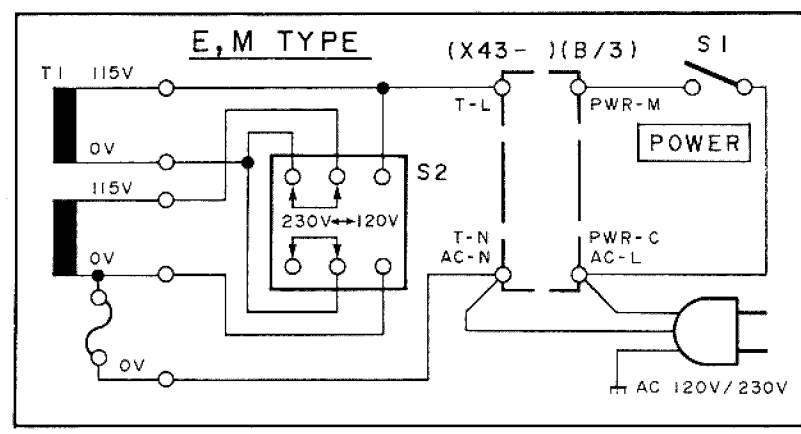 E, M TYPE
(X43-   )(B/3)
S1
T1
115V
T-L
PWR-M
POWER
0V
S2
115V
230V↔120V
0V
T-N
AC-N
PWR-C
AC-L
0V
AC 120V/230V